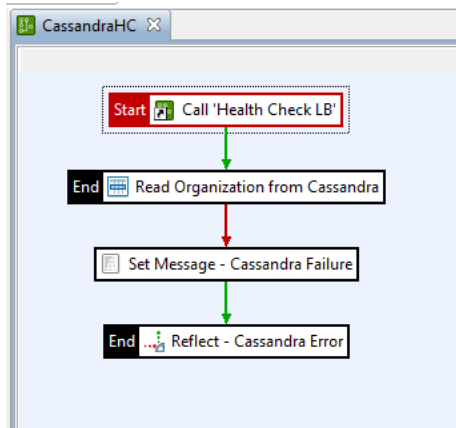 CassandraHC
Start Call 'Health Check LB'
End Read Organization from Cassandra
Set Message - Cassandra Failure
End Reflect - Cassandra Error